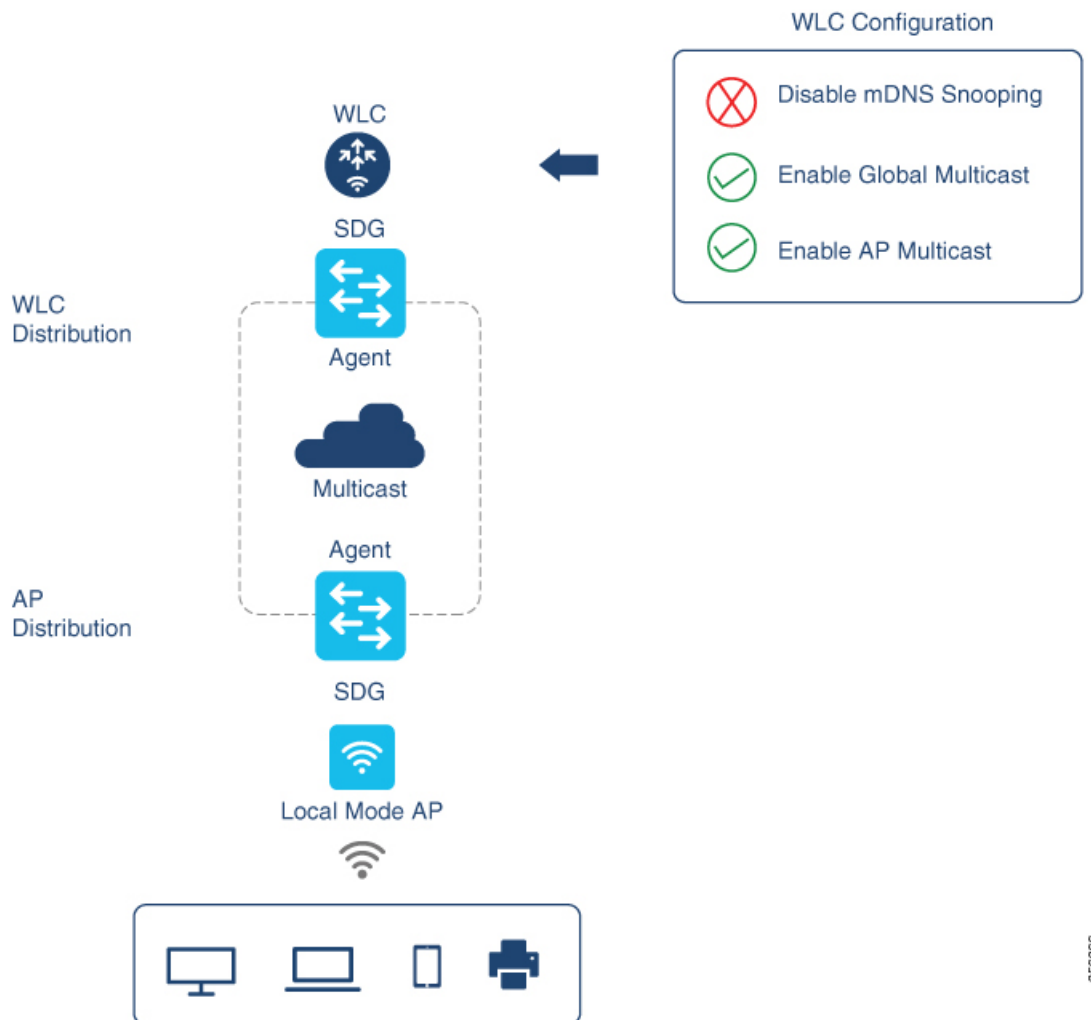 WLC Configuration
Disable mDNS Snooping
Enable Global Multicast
Enable AP Multicast
WLC
SDG
WLC
Distribution
Agent
Multicast
Agent
AP
Distribution
SDG
Local Mode AP